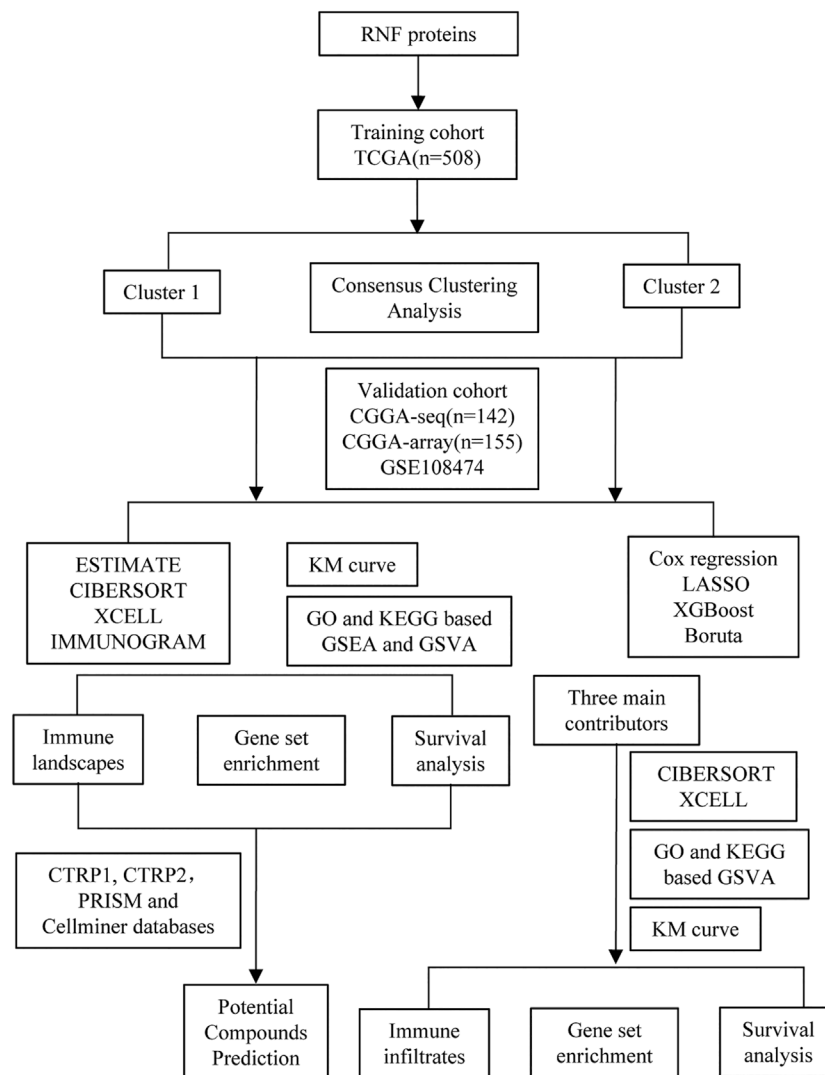 RNF proteins
Training cohort
TCGA(n=508)
Cluster 1
Consensus Clustering
Analysis
Cluster 2
Validation cohort
CGGA-seq(n=142)
CGGA-array(n=155)
GSE108474
ESTIMATE
CIBERSORT
XCELL
IMMUNOGRAM
KM curve
GO and KEGG based
GSEA and GSVA
Cox regression
LASSO
XGBoost
Boruta
Immune
landscapes
Gene set
enrichment
Survival
analysis
Three main
contributors
CIBERSORT
XCELL
GO and KEGG
based GSVA
KM curve
CTRP1, CTRP2，
PRISM and
Cellminer databases
Potential
Compounds
Prediction
Immune
infiltrates
Gene set
enrichment
Survival
analysis